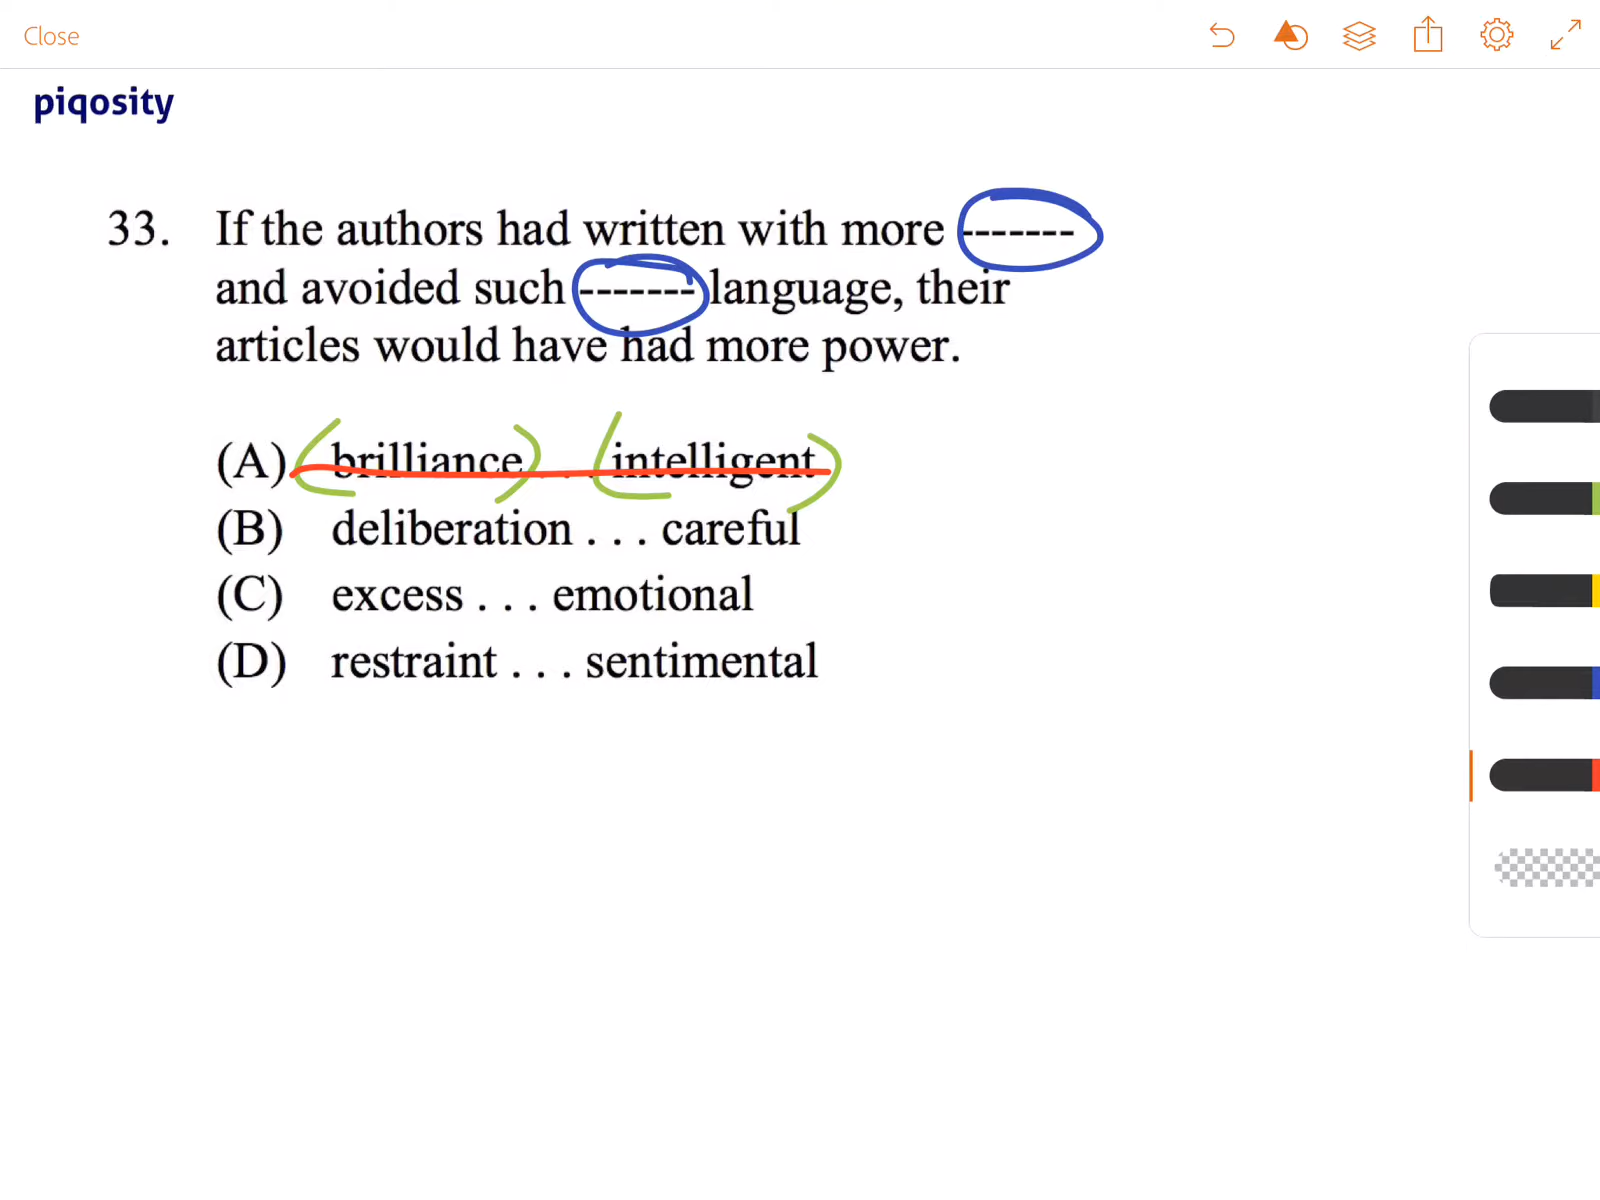 Close
piqosity
33. If the authors had written with more -------
and avoided such ------- language, their
articles would have had more power.
(A) brilliance . . . intelligent
(B) deliberation . . . careful
(C) excess . . . emotional
(D) restraint . . . sentimental